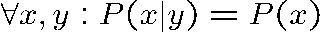 ∀x, y : P(x|y) = P(x)